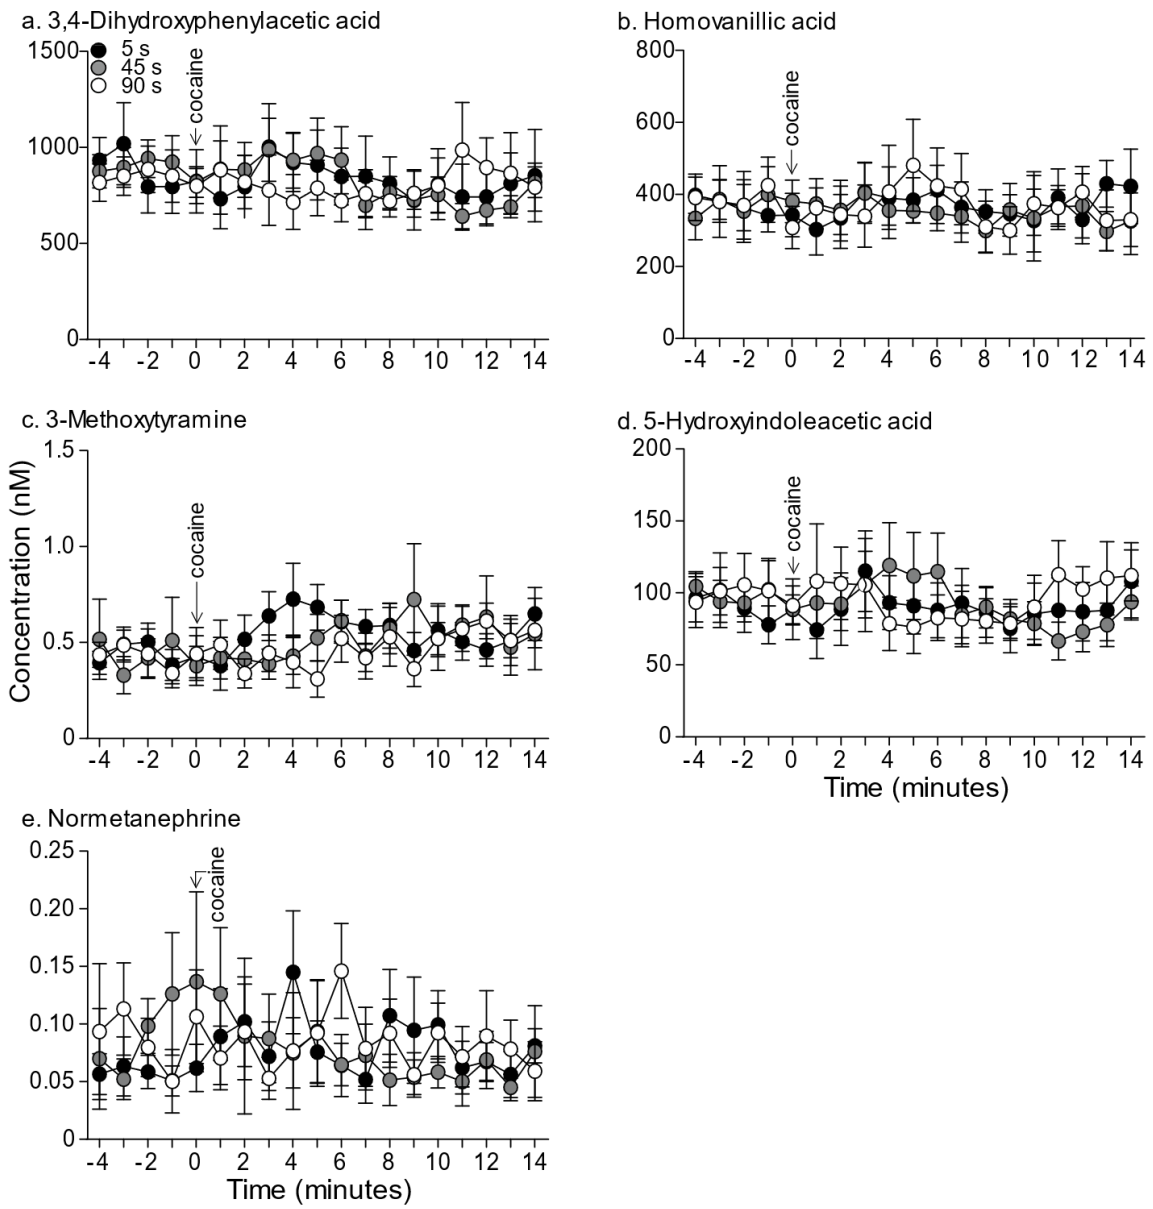 a. 3,4-Dihydroxyphenylacetic acid
1500
5 s
45 s
90 s
cocaine
1000
500
0
-4 -2 0 2 4 6 8 10 12 14
b. Homovanillic acid
800
cocaine
600
400
200
0
-4 -2 0 2 4 6 8 10 12 14
c. 3-Methoxytyramine
1.5
cocaine
1.0
0.5
0
-4 -2 0 2 4 6 8 10 12 14
Concentration (nM)
d. 5-Hydroxyindoleacetic acid
200
cocaine
150
100
50
0
-4 -2 0 2 4 6 8 10 12 14
Time (minutes)
e. Normetanephrine
0.25
cocaine
0.20
0.15
0.10
0.05
0
-4 -2 0 2 4 6 8 10 12 14
Time (minutes)